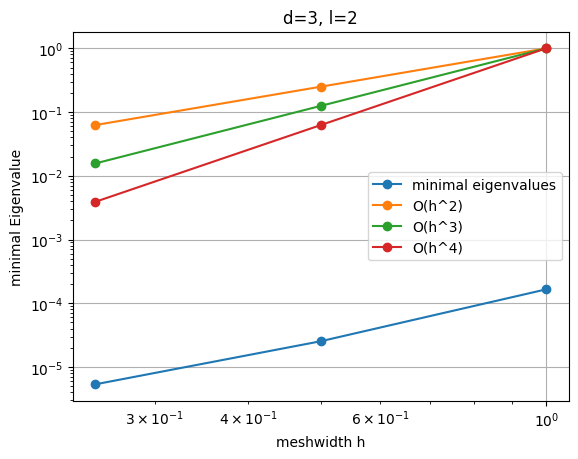 d=3, l=2
minimal Eigenvalue
10^0
10^-1
10^-2
10^-3
10^-4
10^-5
minimal eigenvalues
O(h^2)
O(h^3)
O(h^4)
3 × 10^-1
4 × 10^-1
6 × 10^-1
10^0
meshwidth h